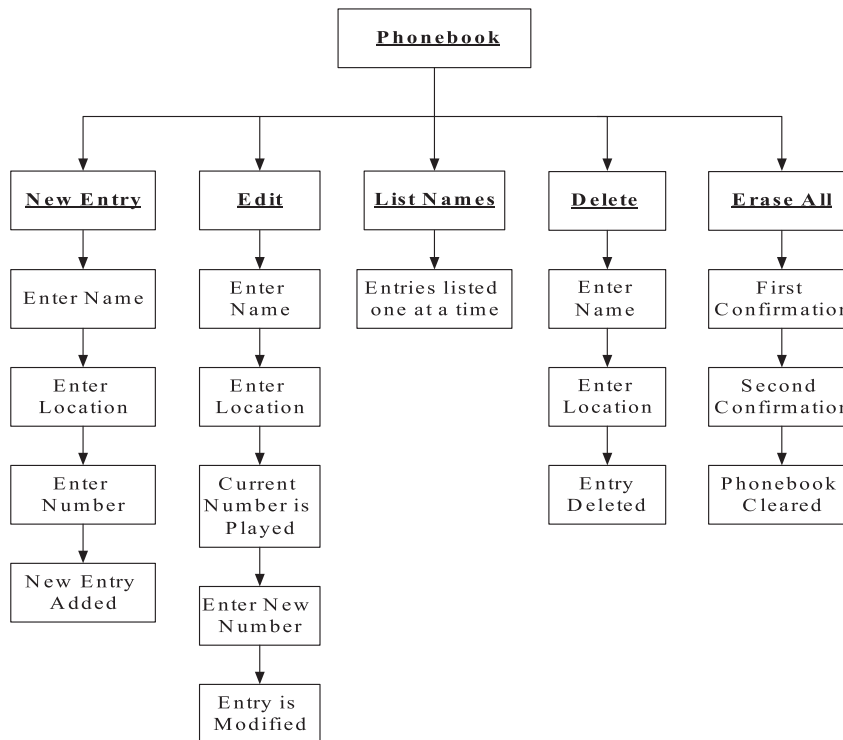 Phonebook
New Entry
Enter Name
Enter
Location
Enter
Number
New Entry
Added
Edit
Enter
Name
Enter
Location
Current
Number is
Played
Enter New
Number
Entry is
Modified
List Names
Entries listed
one at a time
Delete
Enter
Name
Enter
Location
Entry
Deleted
Erase All
First
Confirmation
Second
Confirmation
Phonebook
Cleared